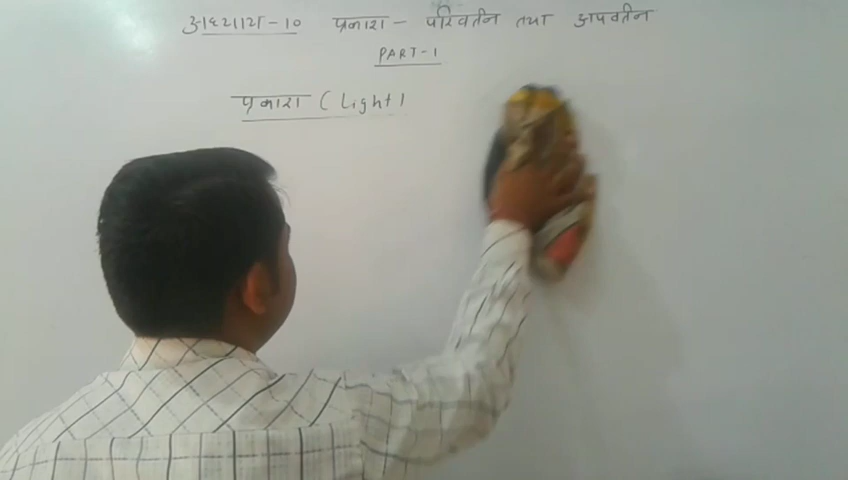 अध्याय - 10 प्रकाश - परिवर्तन तथा अपवर्तन
PART - 1
प्रकाश ( Light )